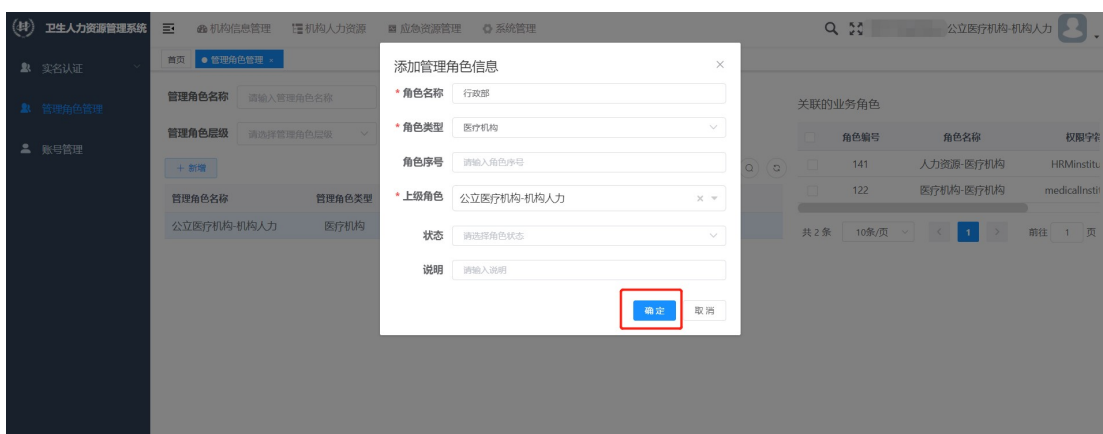 卫生人力资源管理系统
机构信息管理 机构人力资源 应急资源管理 系统管理
公立医疗机构-机构人力
实名认证
管理角色管理
账号管理
首页 管理角色管理 ×
管理角色名称 请输入管理角色名称
管理角色层级 请选择管理角色层级
+ 新增
管理角色名称 管理角色类型
公立医疗机构-机构人力 医疗机构
添加管理角色信息 ×
* 角色名称 行政部
* 角色类型 医疗机构
角色序号 请输入角色序号
* 上级角色 公立医疗机构-机构人力 ×
状态 请选择角色状态
说明 请输入说明
确定 取消
关联的业务角色
角色编号 角色名称 权限字
141 人力资源-医疗机构 HRMinstitu
122 医疗机构-医疗机构 medicalInstit
共 2 条 10条/页 < 1 > 前往 1 页